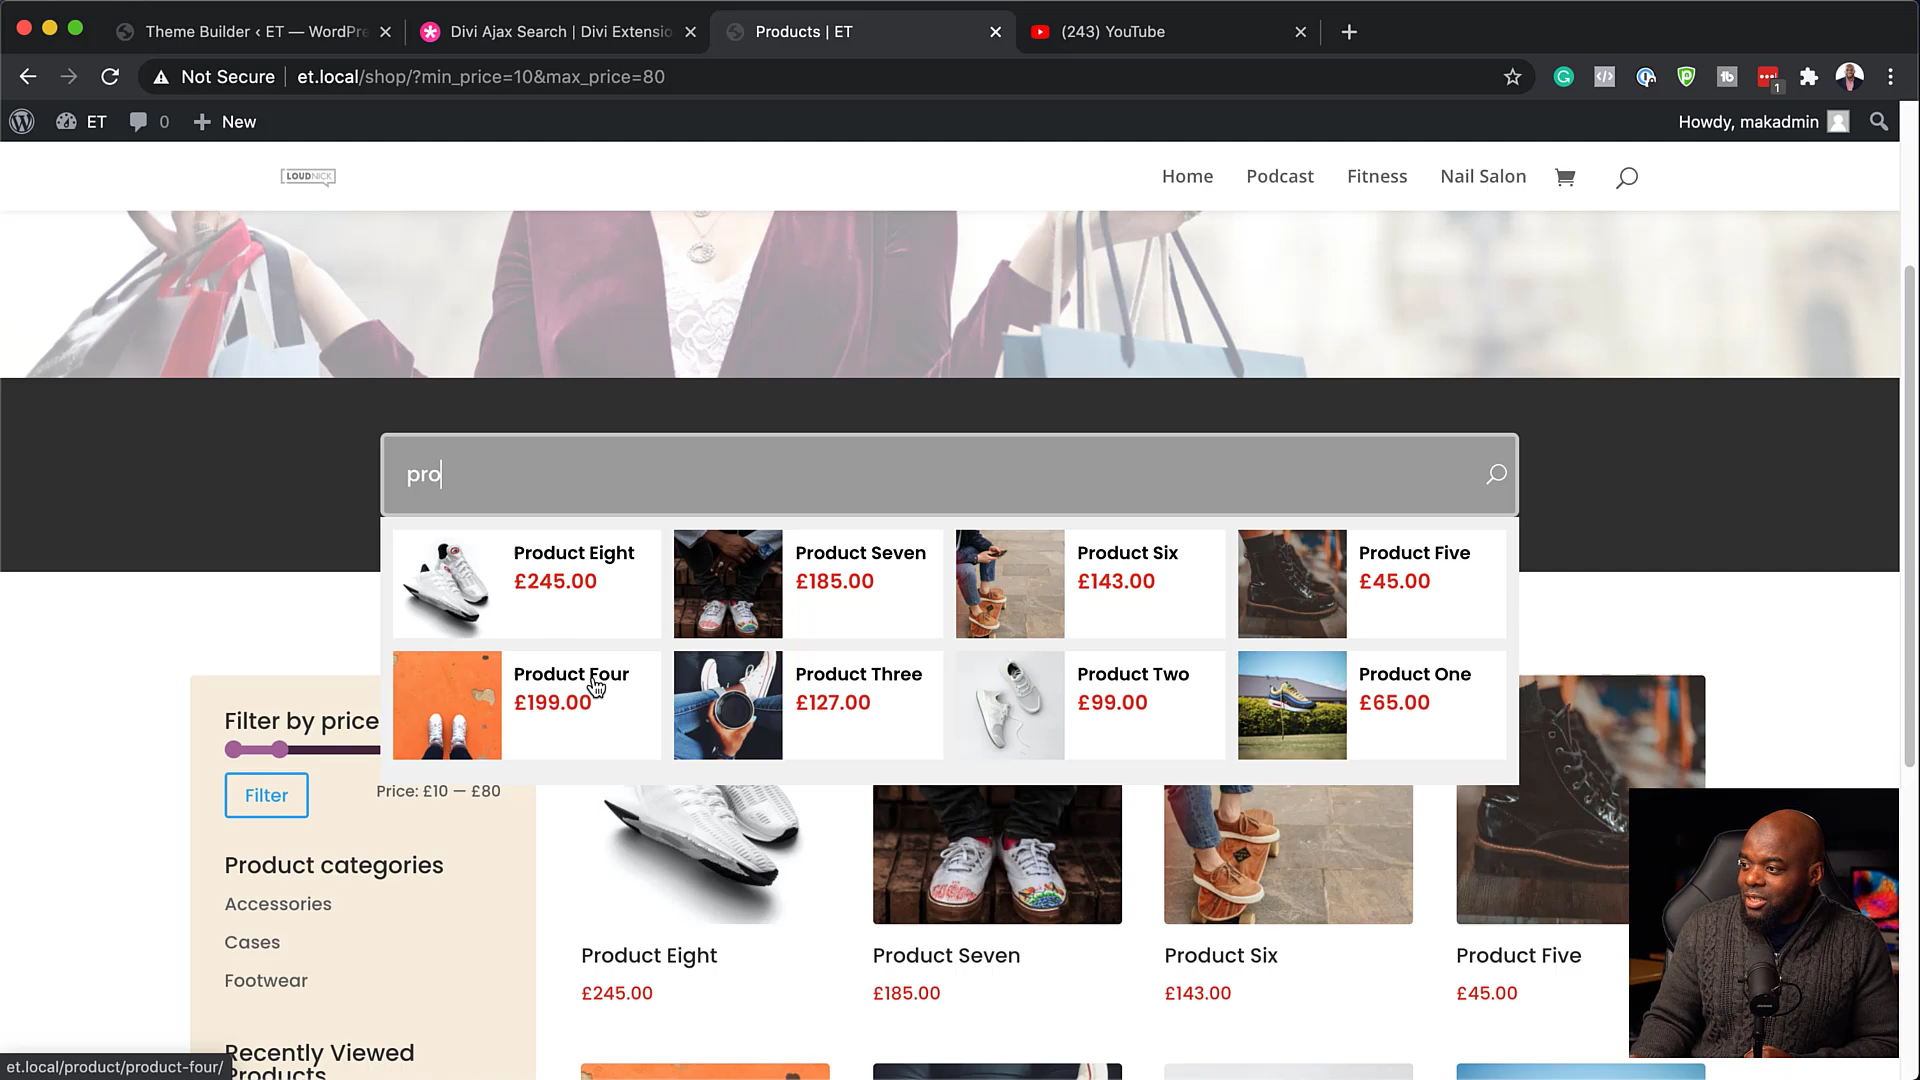 Theme Builder ‹ ET — WordPre
Divi Ajax Search | Divi Extensio
Products | ET
(243) YouTube
Not Secure
et.local/shop/?min_price=10&max_price=80
1
ET
0
New
Howdy, makadmin
LOUDNICK
Home
Podcast
Fitness
Nail Salon
pro
Product Eight
£245.00
Product Seven
£185.00
Product Six
£143.00
Product Five
£45.00
Product Four
£199.00
Product Three
£127.00
Product Two
£99.00
Product One
£65.00
Filter by price
Filter
Price: £10 — £80
Product categories
Accessories
Cases
Footwear
Recently Viewed
Products
Product Eight
£245.00
Product Seven
£185.00
Product Six
£143.00
Product Five
£45.00
et.local/product/product-four/